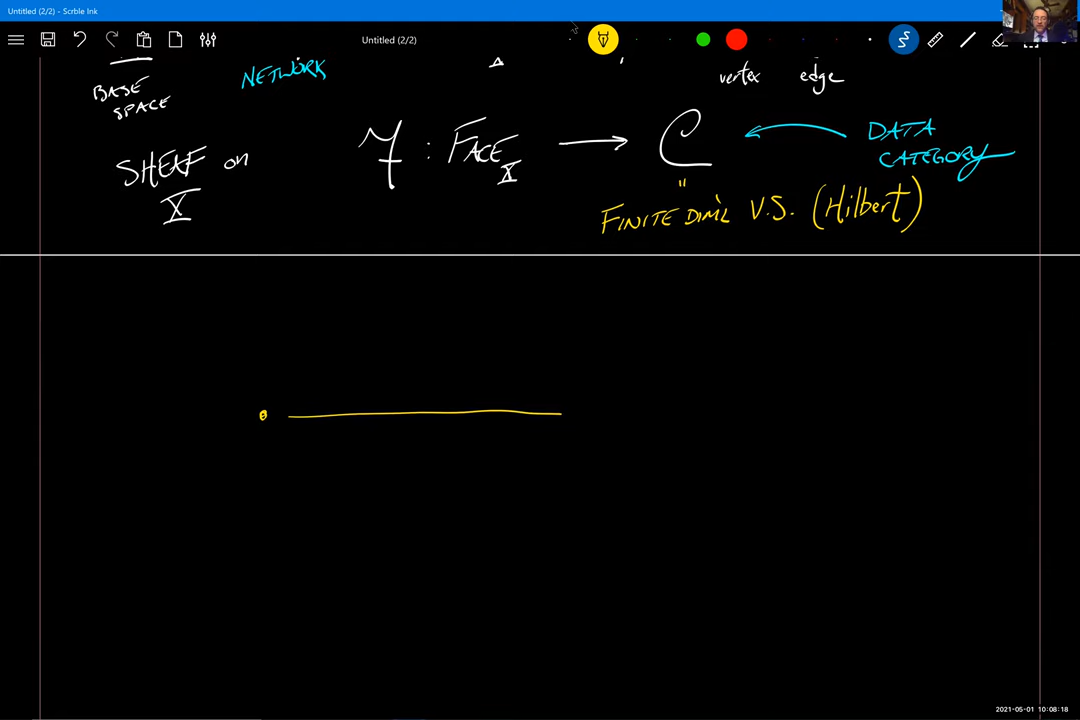 Untitled (2/2) - Scrble Ink
Untitled (2/2)
BASE SPACE
NETWORK
vertex edge
SHEAF on X
F : FACE_X → C
DATA CATEGORY
"
FINITE DIM'L V.S. (Hilbert)
2021-05-01 10:08:18